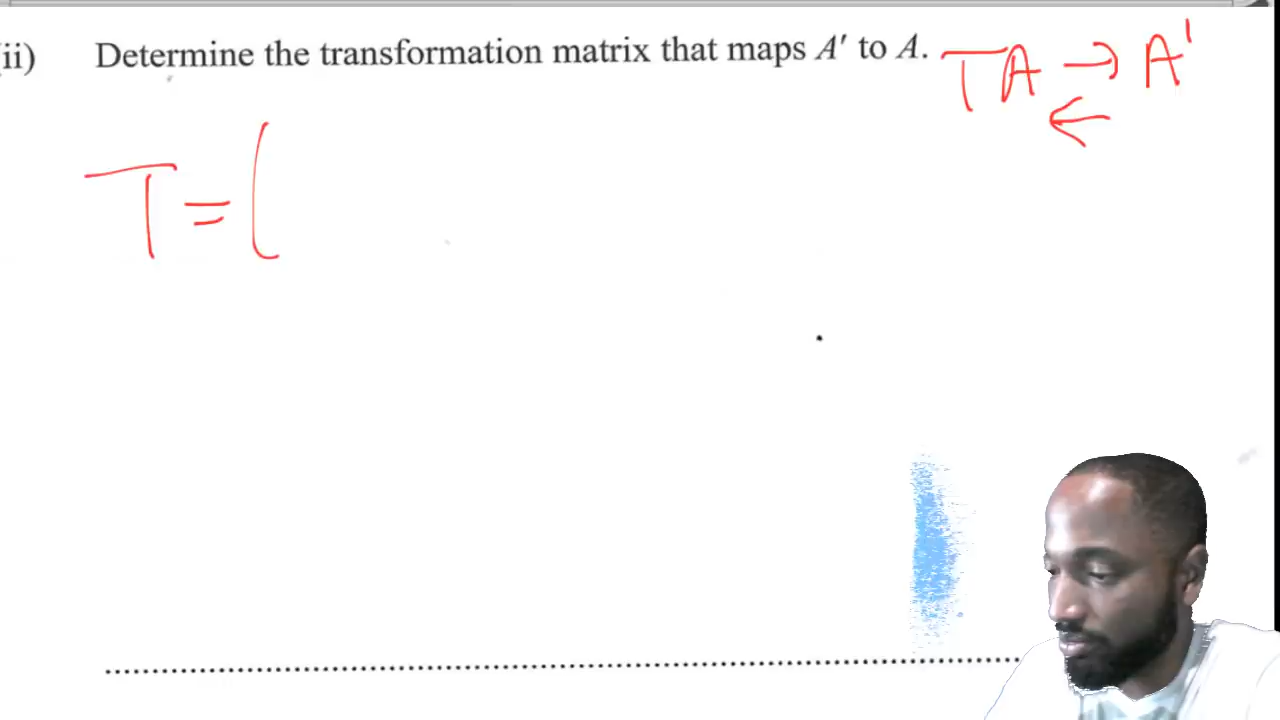 ii) Determine the transformation matrix that maps A′ to A. TA → A'
←
T = (